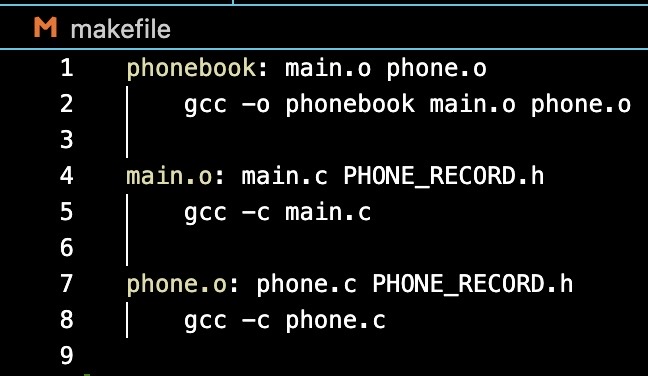 M makefile
1 phonebook: main.o phone.o
2 gcc -o phonebook main.o phone.o
3
4 main.o: main.c PHONE_RECORD.h
5 gcc -c main.c
6
7 phone.o: phone.c PHONE_RECORD.h
8 gcc -c phone.c
9